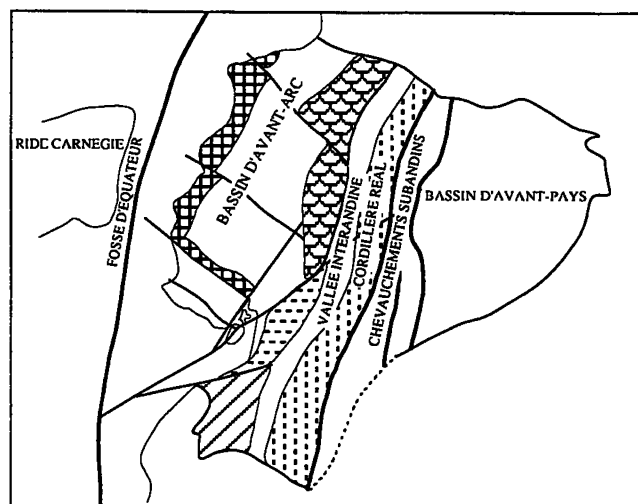 RIDE CARNEGIE
FOSSE D'EQUATEUR
BASSIN D'AVANT-ARC
VALLEE INTERANDINE
CORDILLERE REAL
CHEVAUCHEMENTS SUBANDINS
BASSIN D'AVANT-PAYS